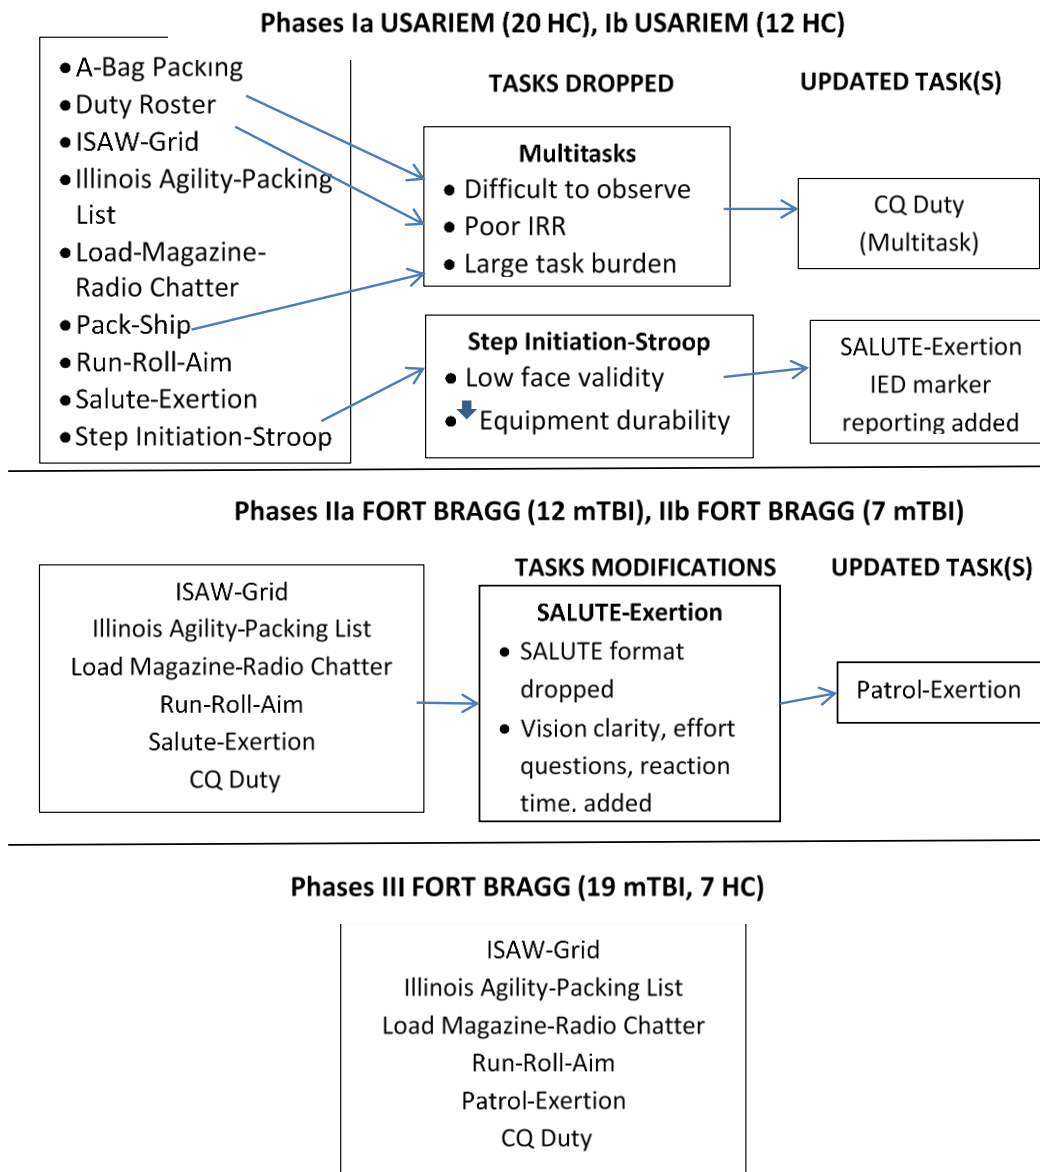 Phases Ia USARIEM (20 HC), Ib USARIEM (12 HC)
• A-Bag Packing
• Duty Roster
• ISAW-Grid
• Illinois Agility-Packing
List
• Load-Magazine-
Radio Chatter
• Pack-Ship
• Run-Roll-Aim
• Salute-Exertion
• Step Initiation-Stroop
TASKS DROPPED
Multitasks
• Difficult to observe
• Poor IRR
• Large task burden
Step Initiation-Stroop
• Low face validity
• Equipment durability
UPDATED TASK(S)
CQ Duty
(Multitask)
SALUTE-Exertion
IED marker
reporting added
Phases IIa FORT BRAGG (12 mTBI), IIb FORT BRAGG (7 mTBI)
ISAW-Grid
Illinois Agility-Packing List
Load Magazine-Radio Chatter
Run-Roll-Aim
Salute-Exertion
CQ Duty
TASKS MODIFICATIONS
SALUTE-Exertion
• SALUTE format
dropped
• Vision clarity, effort
questions, reaction
time. added
UPDATED TASK(S)
Patrol-Exertion
Phases III FORT BRAGG (19 mTBI, 7 HC)
ISAW-Grid
Illinois Agility-Packing List
Load Magazine-Radio Chatter
Run-Roll-Aim
Patrol-Exertion
CQ Duty